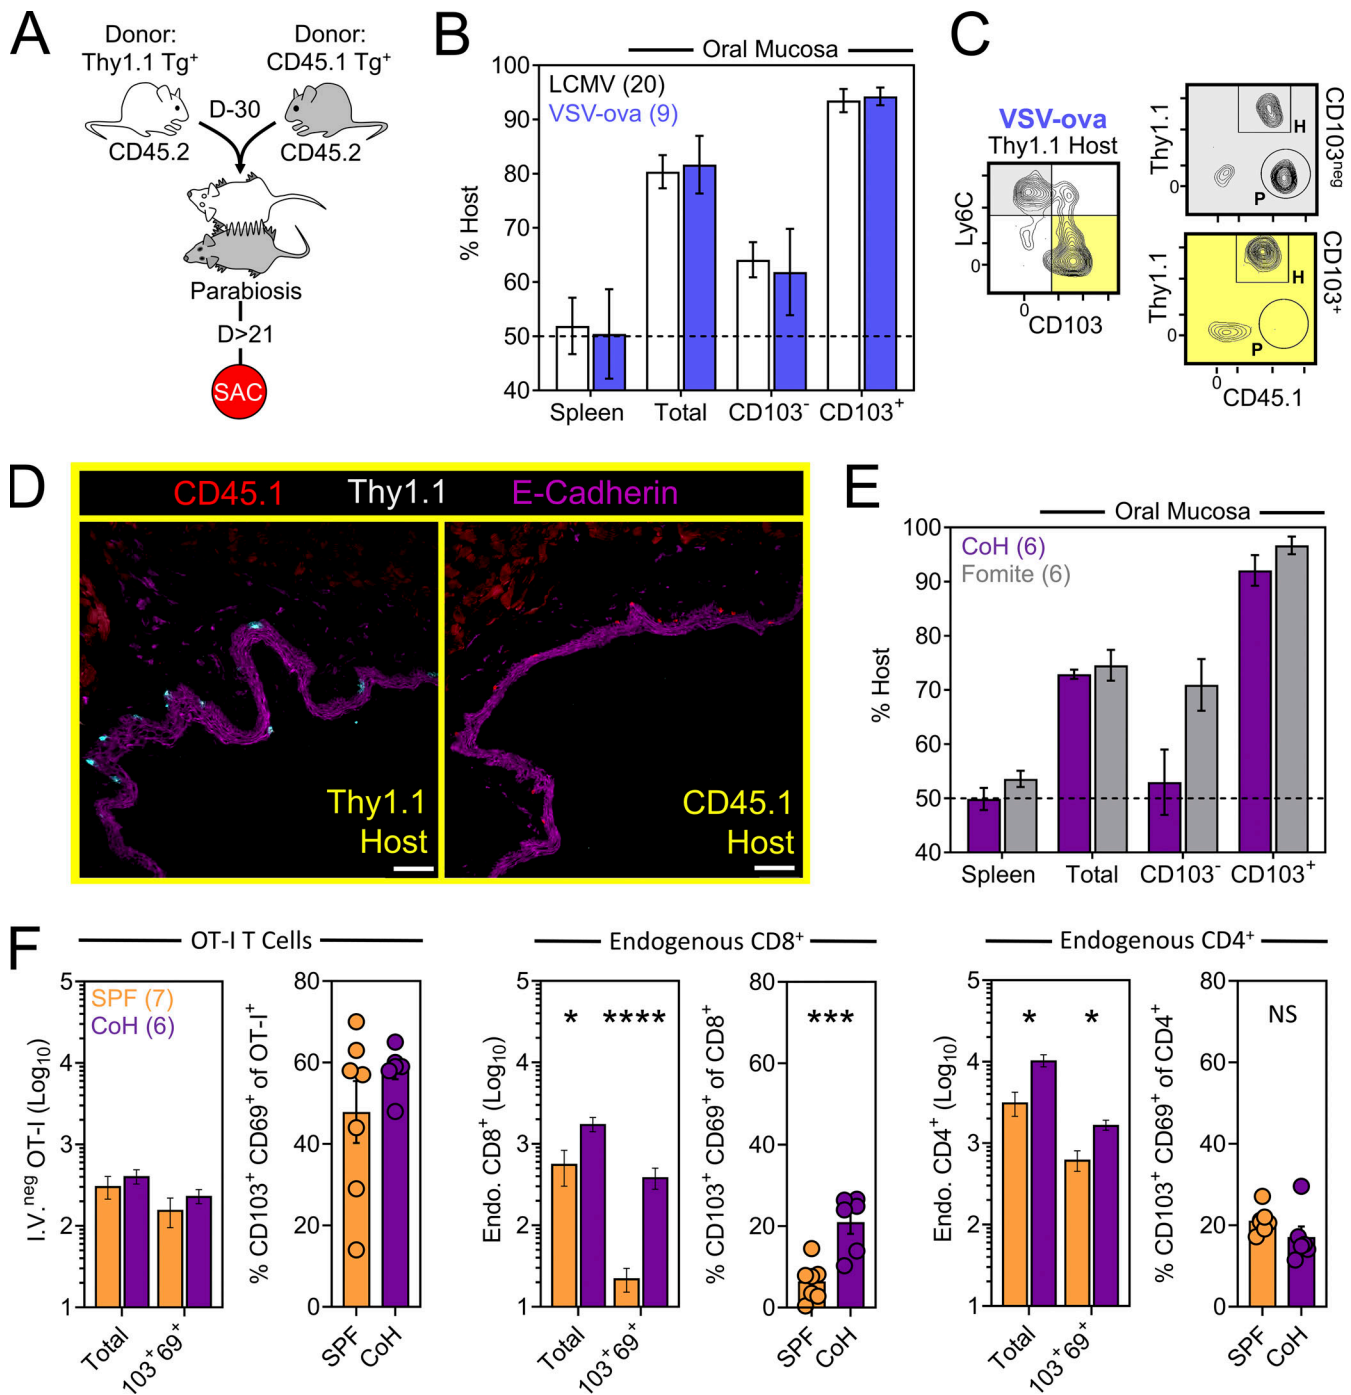 A
Donor:
Thy1.1 Tg⁺
Donor:
CD45.1 Tg⁺
D-30
CD45.2
CD45.2
Parabiosis
D>21
SAC
B
Oral Mucosa
LCMV (20)
VSV-ova (9)
% Host
100
90
80
70
60
50
40
Spleen
Total
CD103⁻
CD103⁺
C
VSV-ova
Thy1.1 Host
Ly6C
0
0
CD103
Thy1.1
0
H
P
CD103ⁿᵉᵍ
Thy1.1
0
H
P
CD103⁺
0
CD45.1
D
CD45.1 Thy1.1 E-Cadherin
Thy1.1
Host
CD45.1
Host
E
Oral Mucosa
CoH (6)
Fomite (6)
% Host
100
90
80
70
60
50
40
Spleen
Total
CD103⁻
CD103⁺
F
OT-I T Cells
SPF (7)
CoH (6)
I.V.ⁿᵉᵍ OT-I (Log₁₀)
5
4
3
2
1
Total
103⁺69⁺
% CD103⁺ CD69⁺ of OT-I⁺
80
60
40
20
0
SPF
CoH
Endogenous CD8⁺
Endo. CD8⁺ (Log₁₀)
5
4
3
2
1
* ****
Total
103⁺69⁺
% CD103⁺ CD69⁺ of CD8⁺
80
60
40
20
0
***
SPF
CoH
Endogenous CD4⁺
Endo. CD4⁺ (Log₁₀)
5
4
3
2
1
* *
Total
103⁺69⁺
% CD103⁺ CD69⁺ of CD4⁺
80
60
40
20
0
NS
SPF
CoH